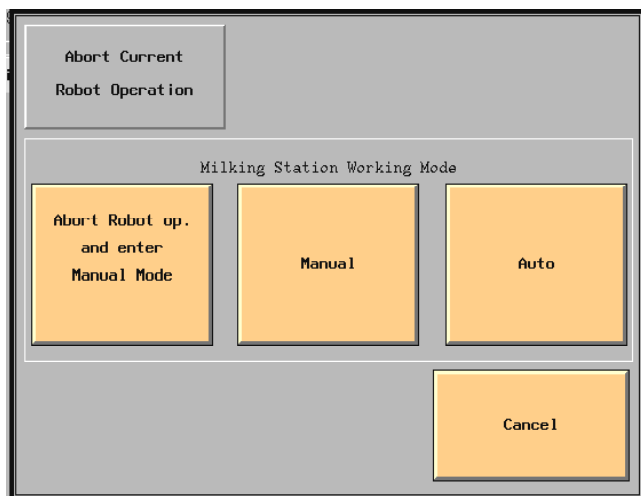 Abort Current
Robot Operation
Milking Station Working Mode
Abort Robot op.
and enter
Manual Mode
Manual
Auto
Cancel